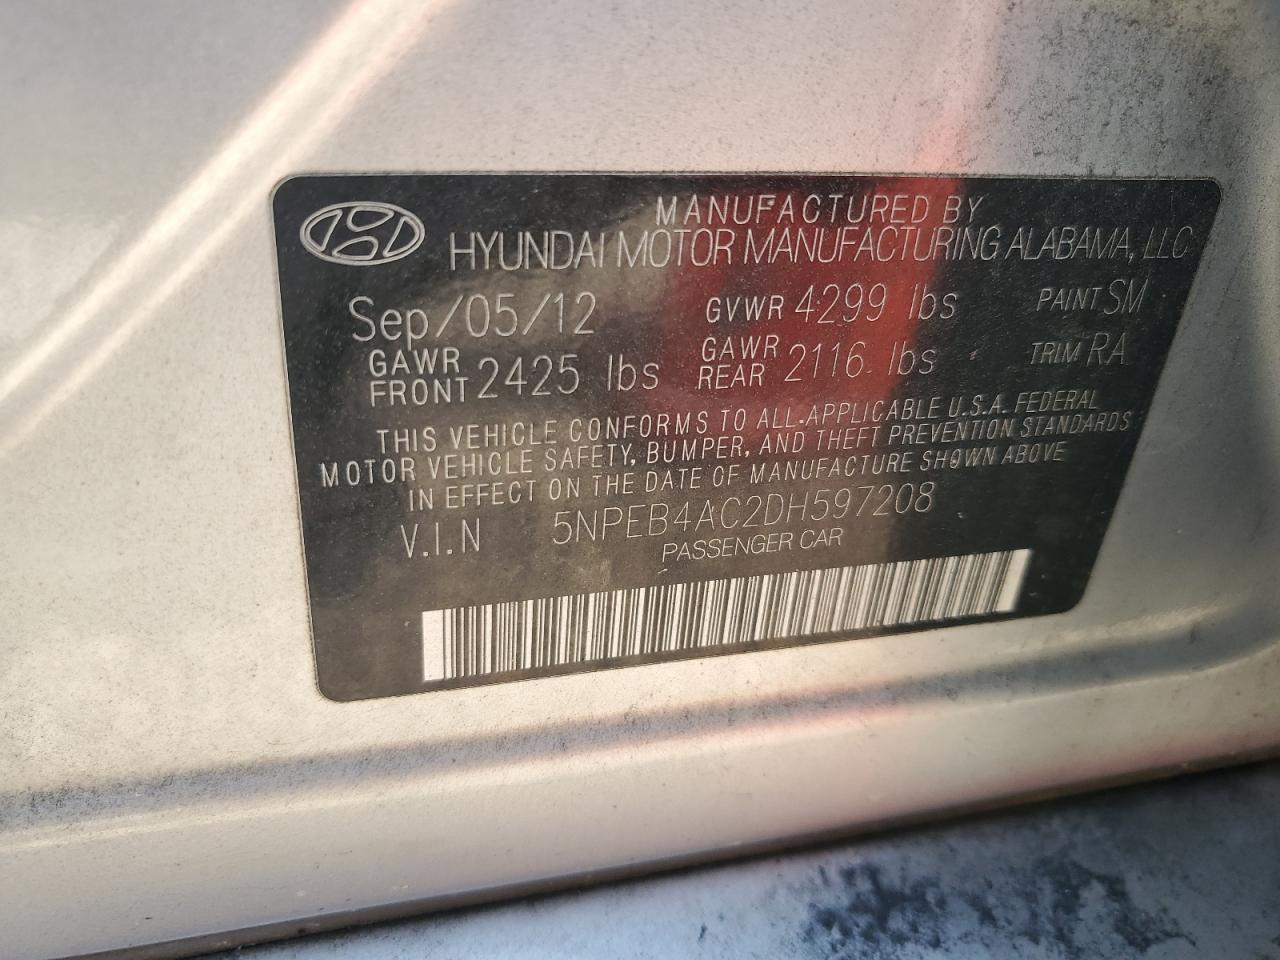 MANUFACTURED BY
HYUNDAI MOTOR MANUFACTURING ALABAMA, LLC
Sep/05/12 GVWR 4299 lbs PAINT SM
GAWR FRONT 2425 lbs GAWR REAR 2116 lbs TRIM RA
THIS VEHICLE CONFORMS TO ALL APPLICABLE U.S.A. FEDERAL
MOTOR VEHICLE SAFETY, BUMPER, AND THEFT PREVENTION STANDARDS
IN EFFECT ON THE DATE OF MANUFACTURE SHOWN ABOVE
V.I.N 5NPEB4AC2DH597208
PASSENGER CAR